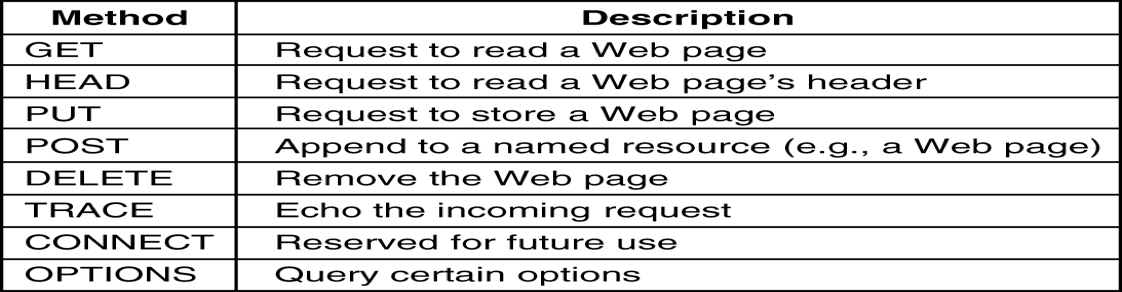 Method Description
GET Request to read a Web page
HEAD Request to read a Web page’s header
PUT Request to store a Web page
POST Append to a named resource (e.g., a Web page)
DELETE Remove the Web page
TRACE Echo the incoming request
CONNECT Reserved for future use
OPTIONS Query certain options